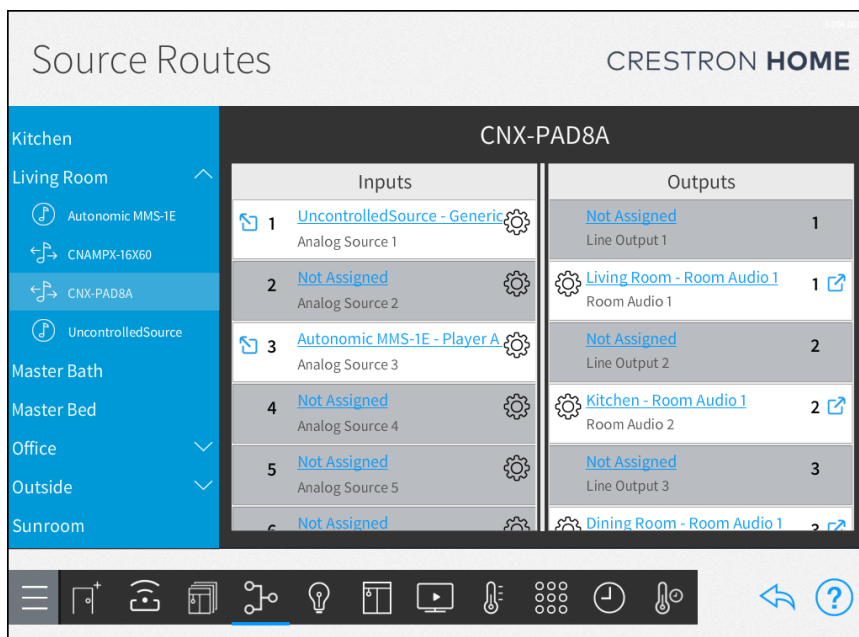 Source Routes
CRESTRON HOME
Kitchen
Living Room
Autonomic MMS-1E
CNAMPX-16X60
CNX-PAD8A
UncontrolledSource
Master Bath
Master Bed
Office
Outside
Sunroom
CNX-PAD8A
Inputs
1 UncontrolledSource - Generic
Analog Source 1
2 Not Assigned
Analog Source 2
3 Autonomic MMS-1E - Player A
Analog Source 3
4 Not Assigned
Analog Source 4
5 Not Assigned
Analog Source 5
6 Not Assigned
Outputs
Not Assigned 1
Line Output 1
Living Room - Room Audio 1 1
Room Audio 1
Not Assigned 2
Line Output 2
Kitchen - Room Audio 1 2
Room Audio 2
Not Assigned 3
Line Output 3
Dining Room - Room Audio 1 3
?